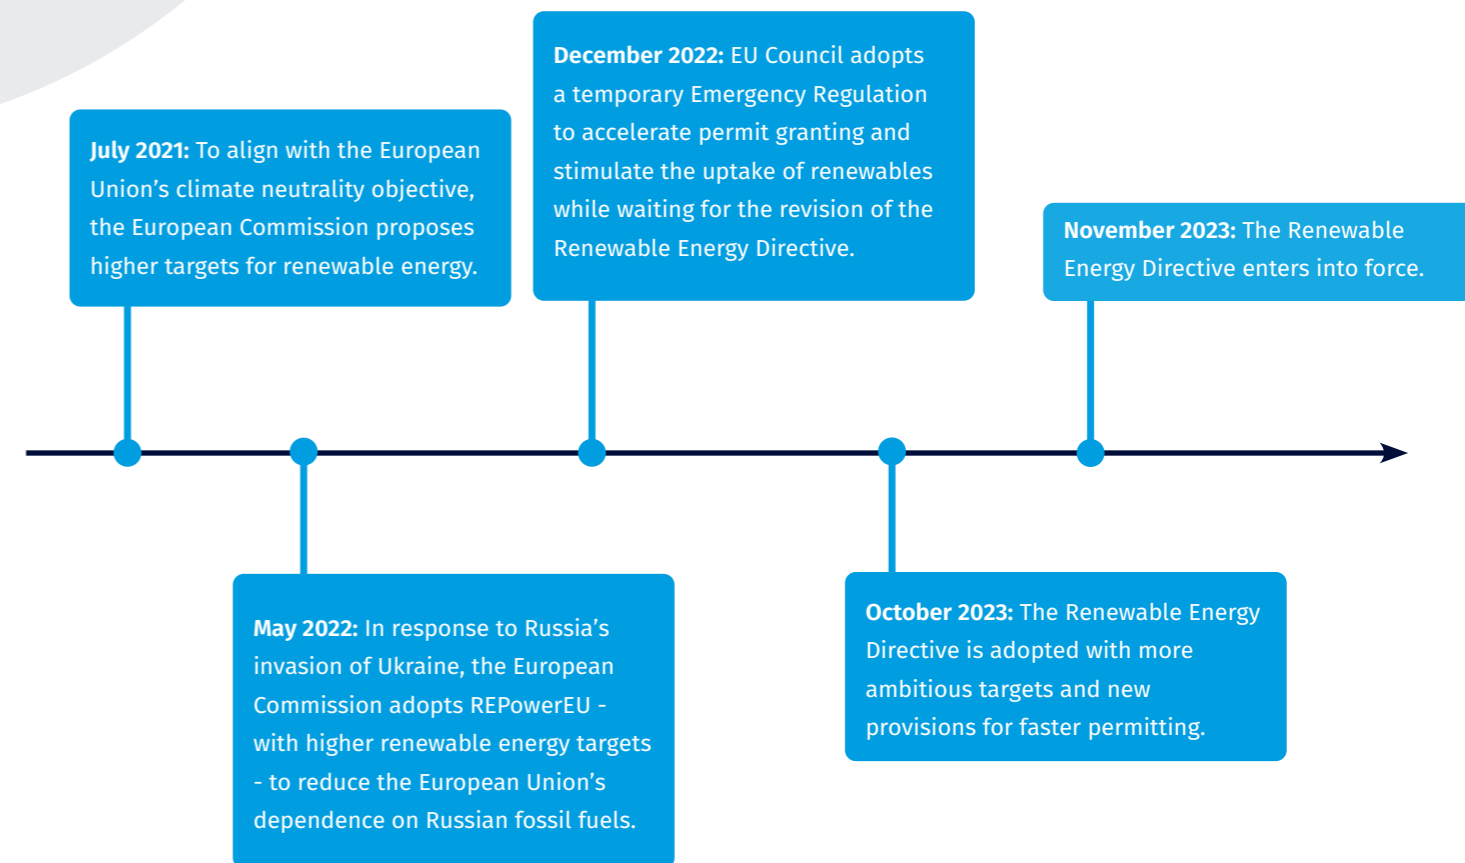 July 2021: To align with the European
Union’s climate neutrality objective,
the European Commission proposes
higher targets for renewable energy.
May 2022: In response to Russia’s
invasion of Ukraine, the European
Commission adopts REPowerEU -
with higher renewable energy targets
- to reduce the European Union’s
dependence on Russian fossil fuels.
December 2022: EU Council adopts
a temporary Emergency Regulation
to accelerate permit granting and
stimulate the uptake of renewables
while waiting for the revision of the
Renewable Energy Directive.
October 2023: The Renewable Energy
Directive is adopted with more
ambitious targets and new
provisions for faster permitting.
November 2023: The Renewable
Energy Directive enters into force.